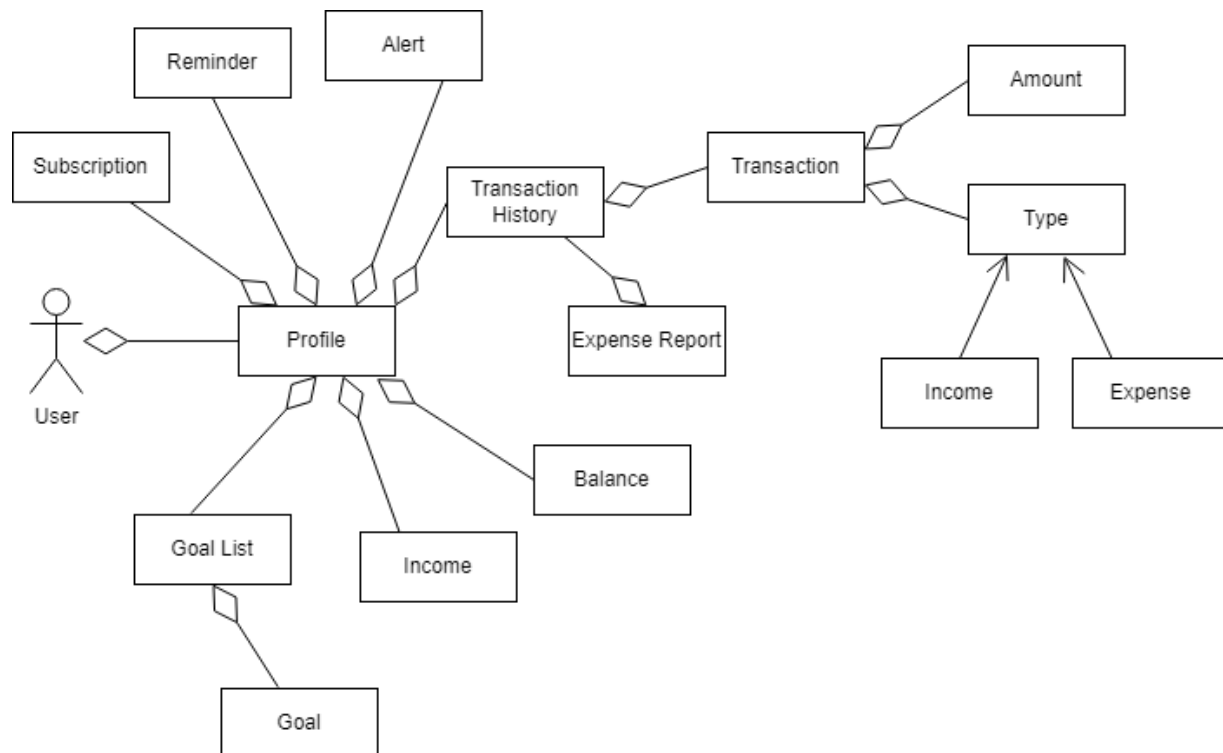 Alert
Reminder
Amount
Subscription
Transaction
Transaction
History
Type
Profile
Expense Report
User
Income
Expense
Balance
Goal List
Income
Goal